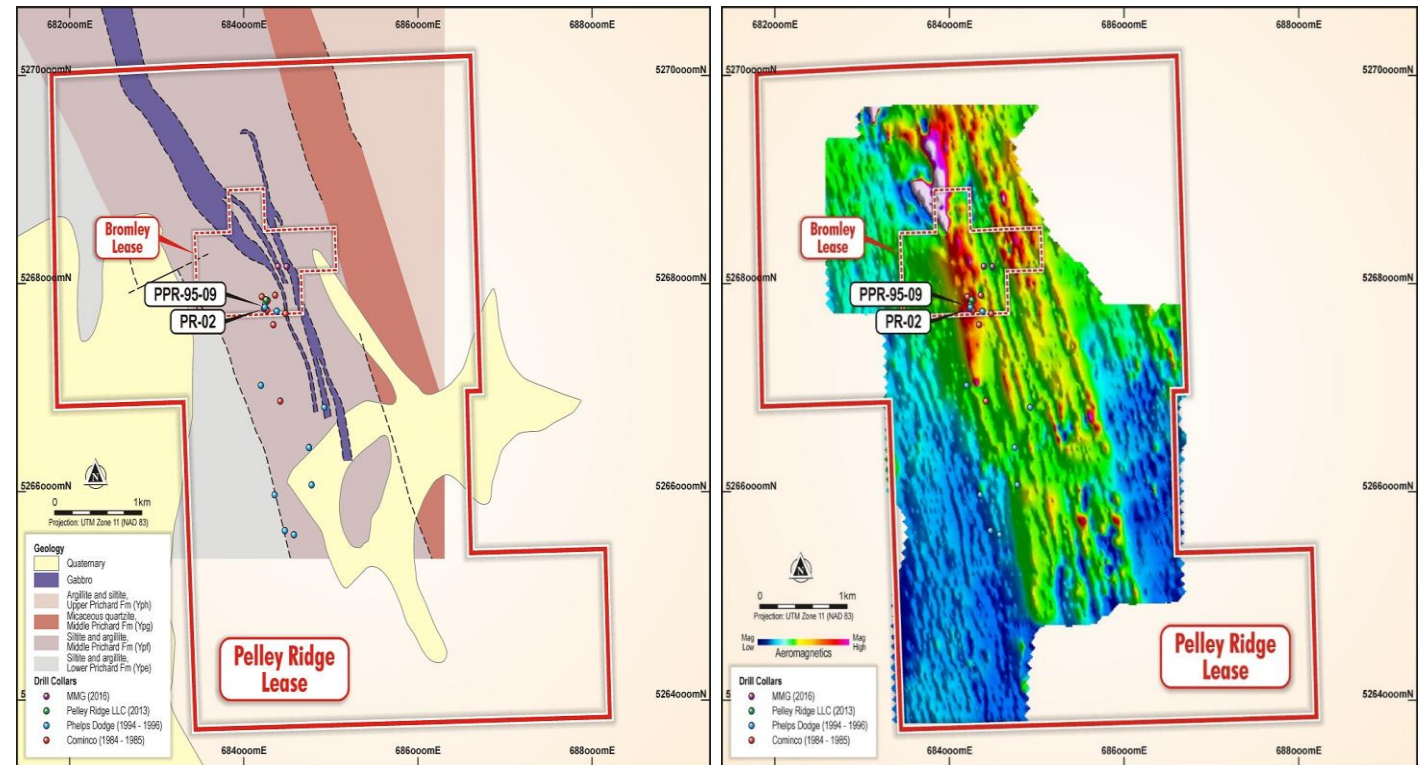 682000mE
684000mE
686000mE
688000mE
5270000mN
5270000mN
Bromley
Lease
5268000mN
5268000mN
PPR-95-09
PR-02
5266000mN
5266000mN
0 1km
Projection: UTM Zone 11 (NAD 83)
Geology
Quaternary
Gabbro
Argillite and siltite,
Upper Prichard Fm (Yph)
Micaceous quartzite,
Middle Prichard Fm (Ypg)
Siltite and argillite,
Middle Prichard Fm (Ypf)
Siltite and argillite,
Lower Prichard Fm (Ype)
Drill Collars
MMG (2016)
Pelley Ridge LLC (2013)
Phelps Dodge (1994 - 1996)
Cominco (1984 - 1985)
Pelley Ridge
Lease
5264000mN
684000mE
686000mE
688000mE
682000mE
684000mE
686000mE
688000mE
5270000mN
5270000mN
Bromley
Lease
5268000mN
5268000mN
PPR-95-09
PR-02
5266000mN
5266000mN
0 1km
Projection: UTM Zone 11 (NAD 83)
Mag
Low
Mag
High
Aeromagnetics
Drill Collars
MMG (2016)
Pelley Ridge LLC (2013)
Phelps Dodge (1994 - 1996)
Cominco (1984 - 1985)
Pelley Ridge
Lease
5264000mN
684000mE
686000mE
688000mE